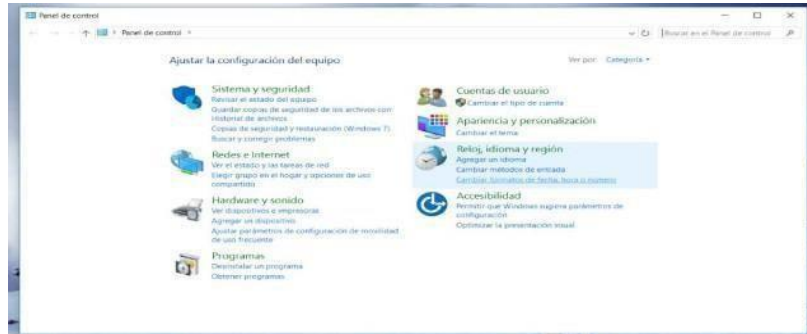 Panel de control
Panel de control
Buscar en el Panel de control
Ajustar la configuración del equipo
Ver por: Categoría
Sistema y seguridad
Revisar el estado del equipo
Guardar copias de seguridad de los archivos con
Historial de archivos
Copias de seguridad y restauración (Windows 7)
Buscar y corregir problemas
Redes e Internet
Ver el estado y las tareas de red
Elegir grupo en el hogar y opciones de uso
compartido
Hardware y sonido
Ver dispositivos e impresoras
Agregar un dispositivo
Ajustar parámetros de configuración de movilidad
de uso frecuente
Programas
Desinstalar un programa
Obtener programas
Cuentas de usuario
Cambiar el tipo de cuenta
Apariencia y personalización
Cambiar el tema
Reloj, idioma y región
Agregar un idioma
Cambiar métodos de entrada
Cambiar formatos de fecha, hora o número
Accesibilidad
Permitir que Windows sugiera parámetros de
configuración
Optimizar la presentación visual